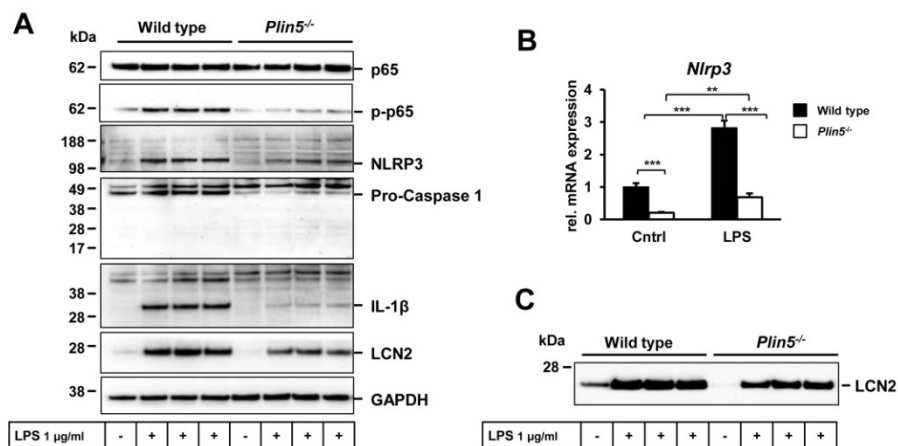 A
kDa
Wild type
Plin5-/-
62
p65
62
p-p65
188
98
NLRP3
49
38
28
17
Pro-Caspase 1
38
28
IL-1β
28
LCN2
38
GAPDH
LPS 1 µg/ml - + + + - + + +
B
Nlrp3
rel. mRNA expression
4
3
2
1
0
**
***
***
***
Cntrl
LPS
Wild type
Plin5-/-
C
kDa
Wild type
Plin5-/-
28
LCN2
LPS 1 µg/ml - + + + - + + +